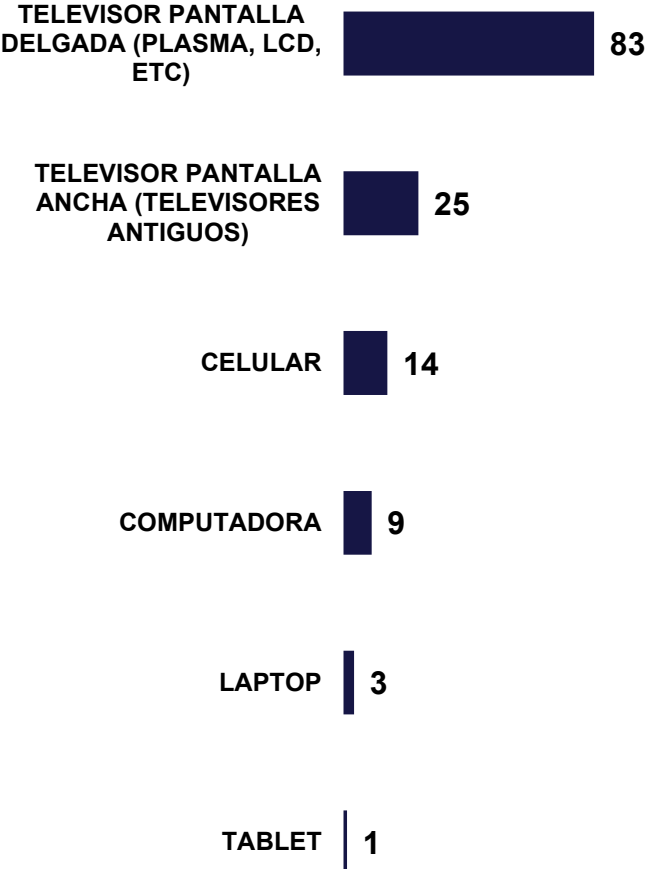 TELEVISOR PANTALLA
DELGADA (PLASMA, LCD,
ETC)
83
TELEVISOR PANTALLA
ANCHA (TELEVISORES
ANTIGUOS)
25
CELULAR
14
COMPUTADORA
9
LAPTOP
3
TABLET
1